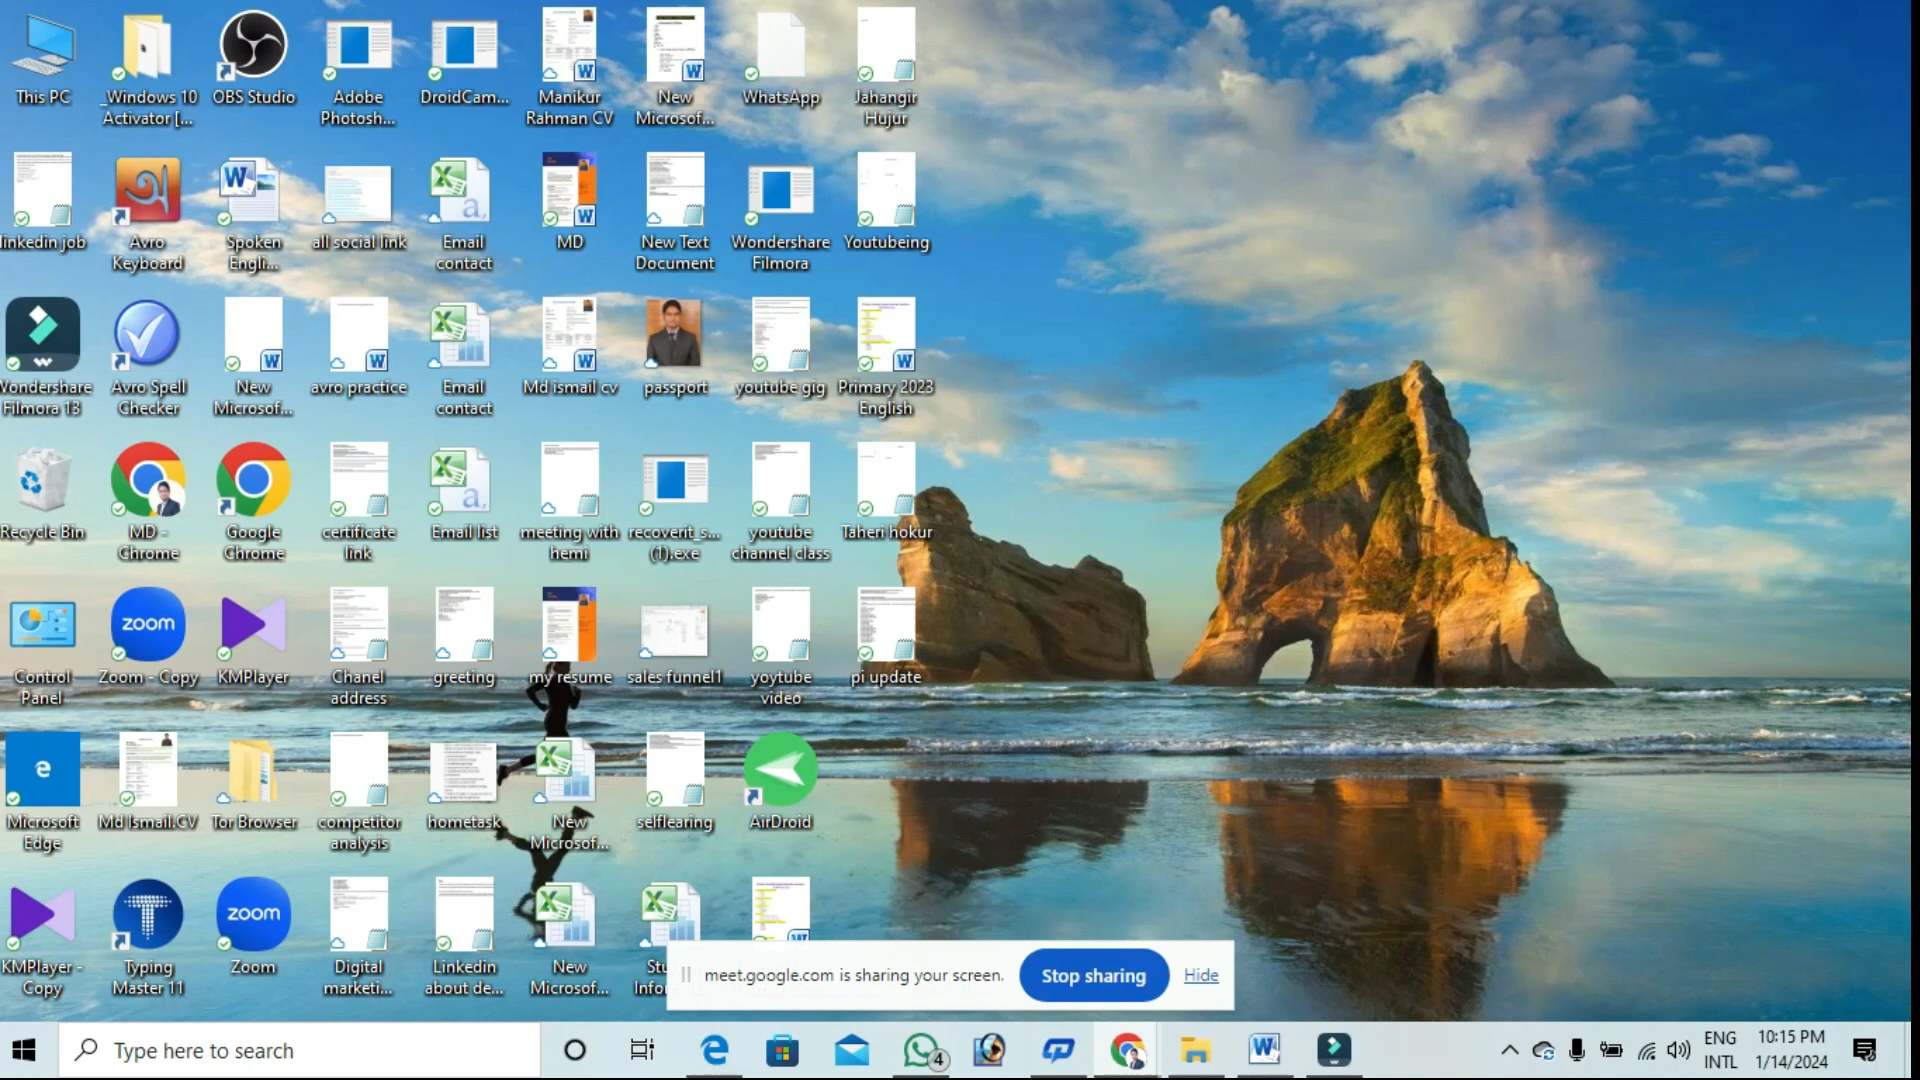 This PC
_Windows 10
Activator [...
OBS Studio
Adobe
Photosh...
DroidCam...
Manikur
Rahman CV
New
Microsof...
WhatsApp
Jahangir
Hujur
linkedin job
Avro
Keyboard
Spoken
Engli...
all social link
Email
contact
MD
New Text
Document
Wondershare
Filmora
Youtubeing
Wondershare
Filmora 13
Avro Spell
Checker
New
Microsof...
avro practice
Email
contact
Md ismail cv
passport
youtube gig
Primary 2023
English
Recycle Bin
MD -
Chrome
Google
Chrome
certificate
link
Email list
meeting with
hemi
recoverit_s...
(1).exe
youtube
channel class
Taheri hokur
Control
Panel
zoom
Zoom - Copy
KMPlayer
Chanel
address
greeting
my resume
sales funnel1
yoytube
video
pi update
Microsoft
Edge
Md Ismail.CV
Tor Browser
competitor
analysis
hometask
New
Microsof...
selflearing
AirDroid
KMPlayer -
Copy
Typing
Master 11
zoom
Zoom
Digital
marketi...
Linkedin
about de...
New
Microsof...
meet.google.com is sharing your screen.
Stop sharing
Hide
Type here to search
4
ENG
INTL
10:15 PM
1/14/2024